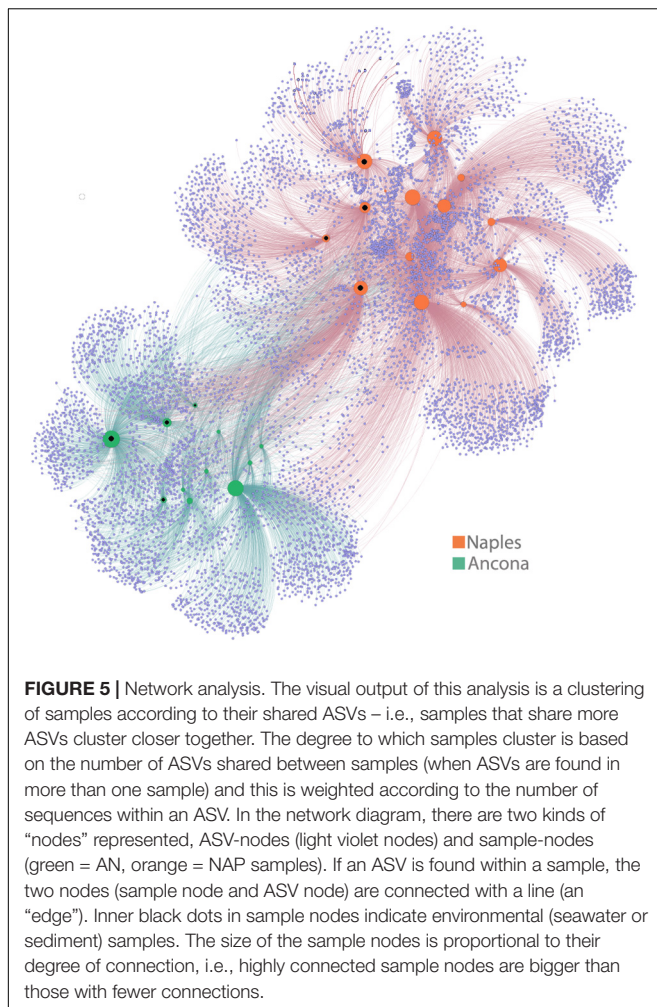 Naples
Ancona
FIGURE 5 | Network analysis. The visual output of this analysis is a clustering
of samples according to their shared ASVs – i.e., samples that share more
ASVs cluster closer together. The degree to which samples cluster is based
on the number of ASVs shared between samples (when ASVs are found in
more than one sample) and this is weighted according to the number of
sequences within an ASV. In the network diagram, there are two kinds of
“nodes” represented, ASV-nodes (light violet nodes) and sample-nodes
(green = AN, orange = NAP samples). If an ASV is found within a sample, the
two nodes (sample node and ASV node) are connected with a line (an
“edge”). Inner black dots in sample nodes indicate environmental (seawater or
sediment) samples. The size of the sample nodes is proportional to their
degree of connection, i.e., highly connected sample nodes are bigger than
those with fewer connections.